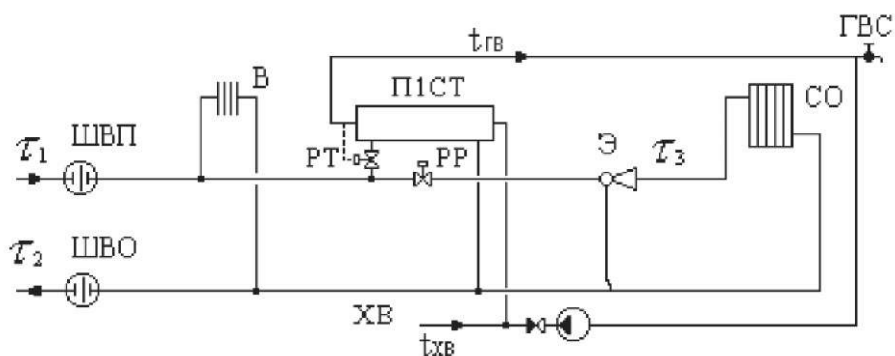 ГВС
tгв
В
П1СТ
СО
ШВП
Э
τ1
РТ
РР
τ3
ШВО
τ2
ХВ
tхв